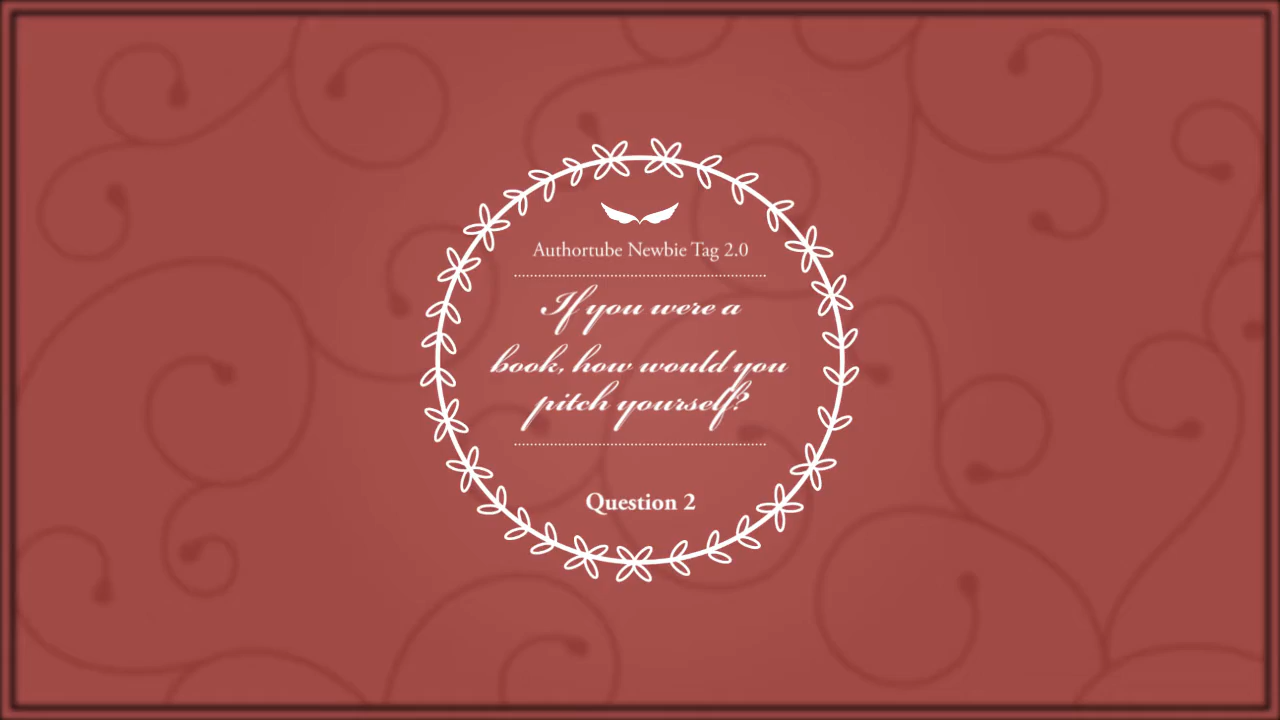 Authortube Newbie Tag 2.0
If you were a
book, how would you
pitch yourself?
Question 2